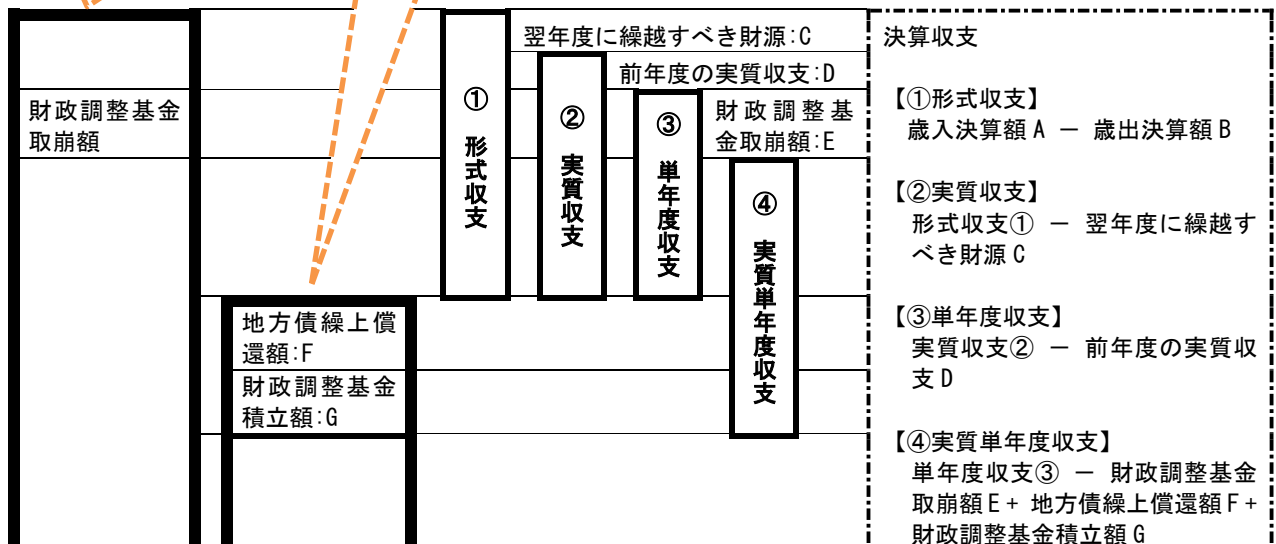 財政調整基金
取崩額
地方債繰上償
還額:F
財政調整基金
積立額:G
① 形式収支
翌年度に繰越すべき財源:C
② 実質収支
前年度の実質収支:D
③ 単年度収支
財政調整基
金取崩額:E
④ 実質単年度収支
決算収支
【①形式収支】
歳入決算額 A － 歳出決算額 B
【②実質収支】
形式収支① － 翌年度に繰越す
べき財源 C
【③単年度収支】
実質収支② － 前年度の実質収
支 D
【④実質単年度収支】
単年度収支③ － 財政調整基金
取崩額 E + 地方債繰上償還額 F +
財政調整基金積立額 G